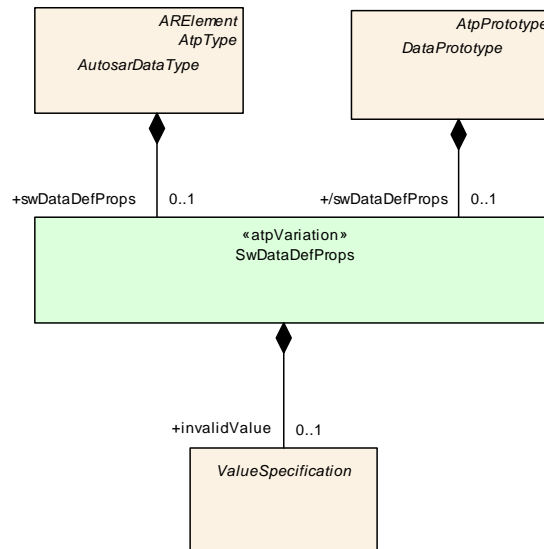 ARElement
AtpType
AutosarDataType
AtpPrototype
DataPrototype
+swDataDefProps 0..1
+/swDataDefProps 0..1
«atpVariation»
SwDataDefProps
+invalidValue 0..1
ValueSpecification